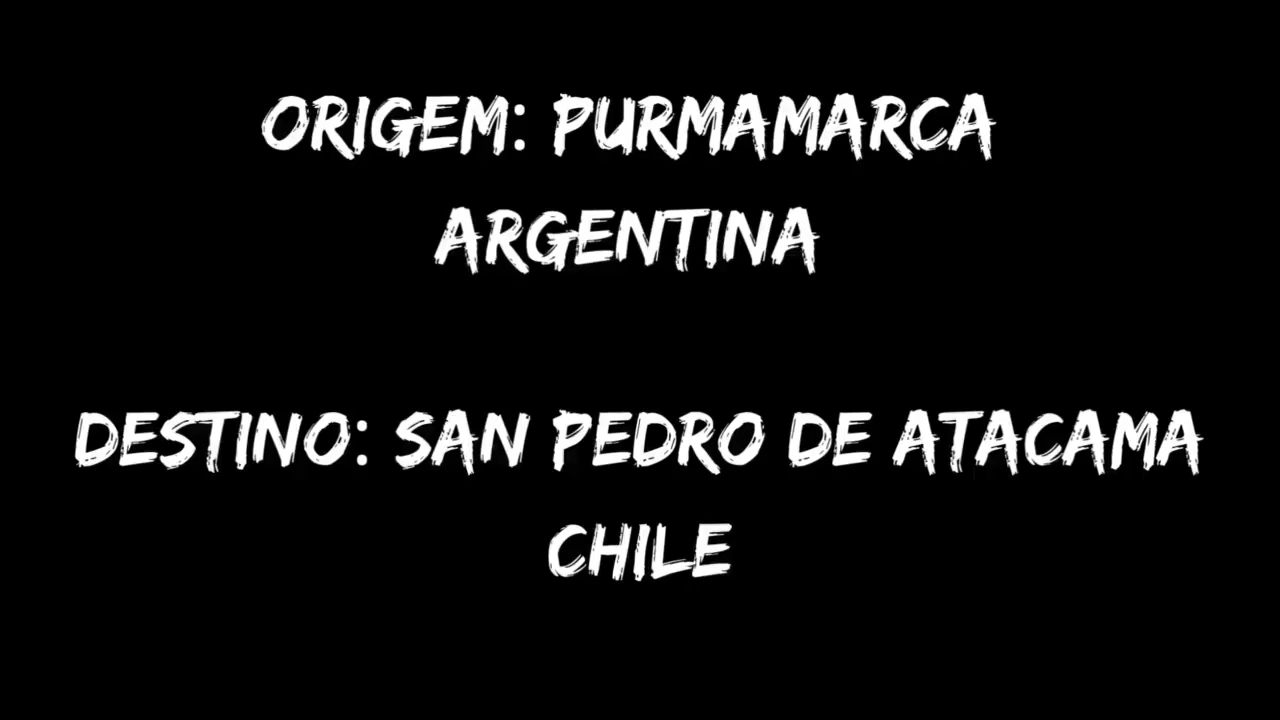 ORIGEM: PURMAMARCA
ARGENTINA
DESTINO: SAN PEDRO DE ATACAMA
CHILE